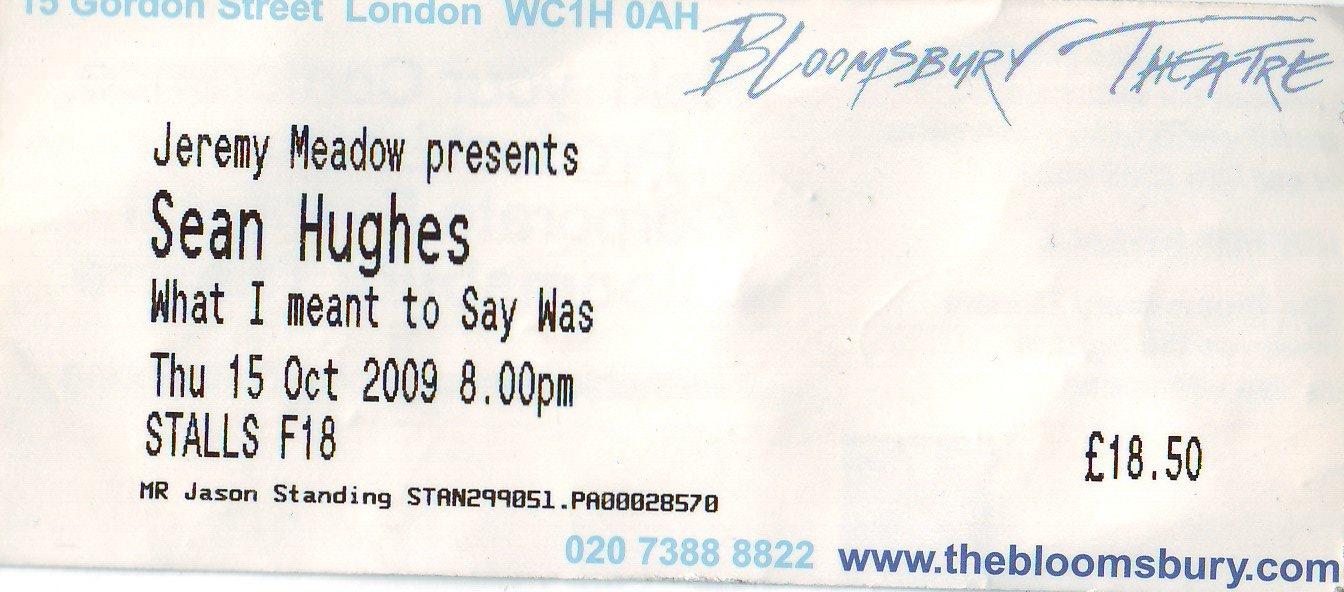 15 Gordon Street London WC1H 0AH
BLOOMSBURY THEATRE
Jeremy Meadow presents
Sean Hughes
What I meant to Say Was
Thu 15 Oct 2009 8.00pm
STALLS F18
£18.50
MR Jason Standing STAN299051.PA00028570
020 7388 8822 www.thebloomsbury.com